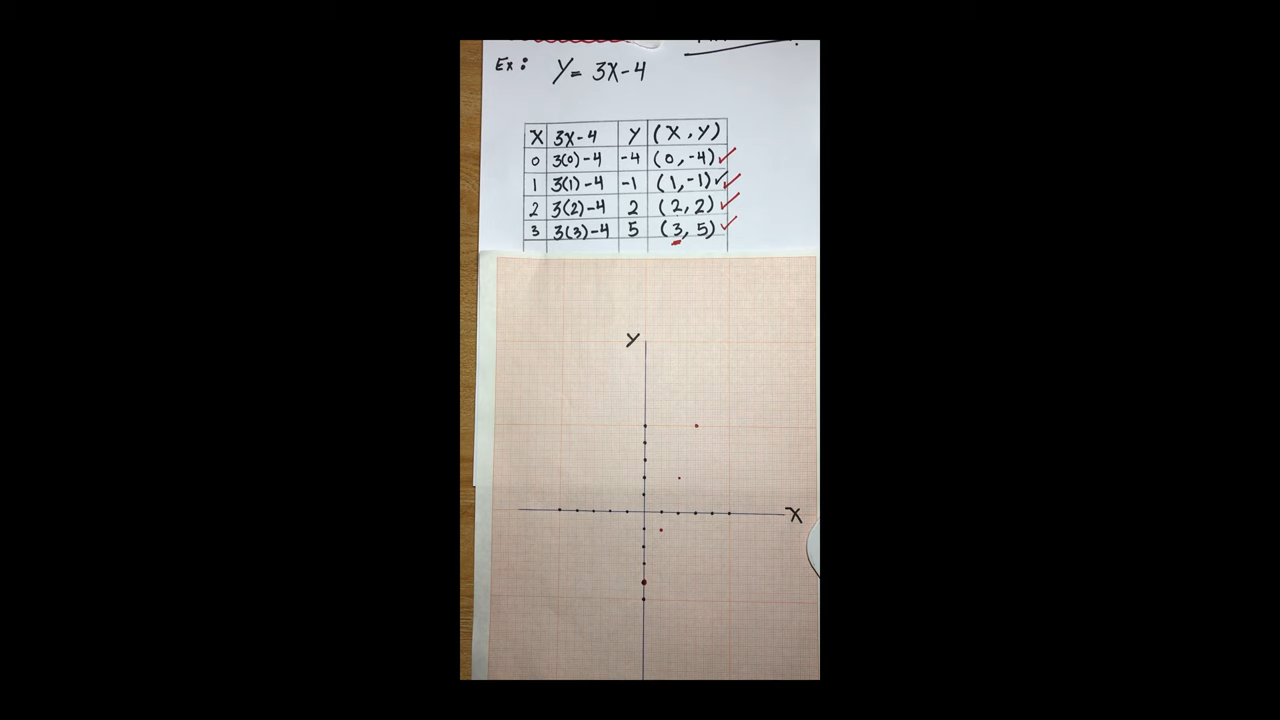 Ex: Y= 3X-4
X 3X-4 Y (X,Y)
0 3(0)-4 -4 (0,-4)
1 3(1)-4 -1 (1,-1)
2 3(2)-4 2 (2,2)
3 3(3)-4 5 (3,5)
Y
X